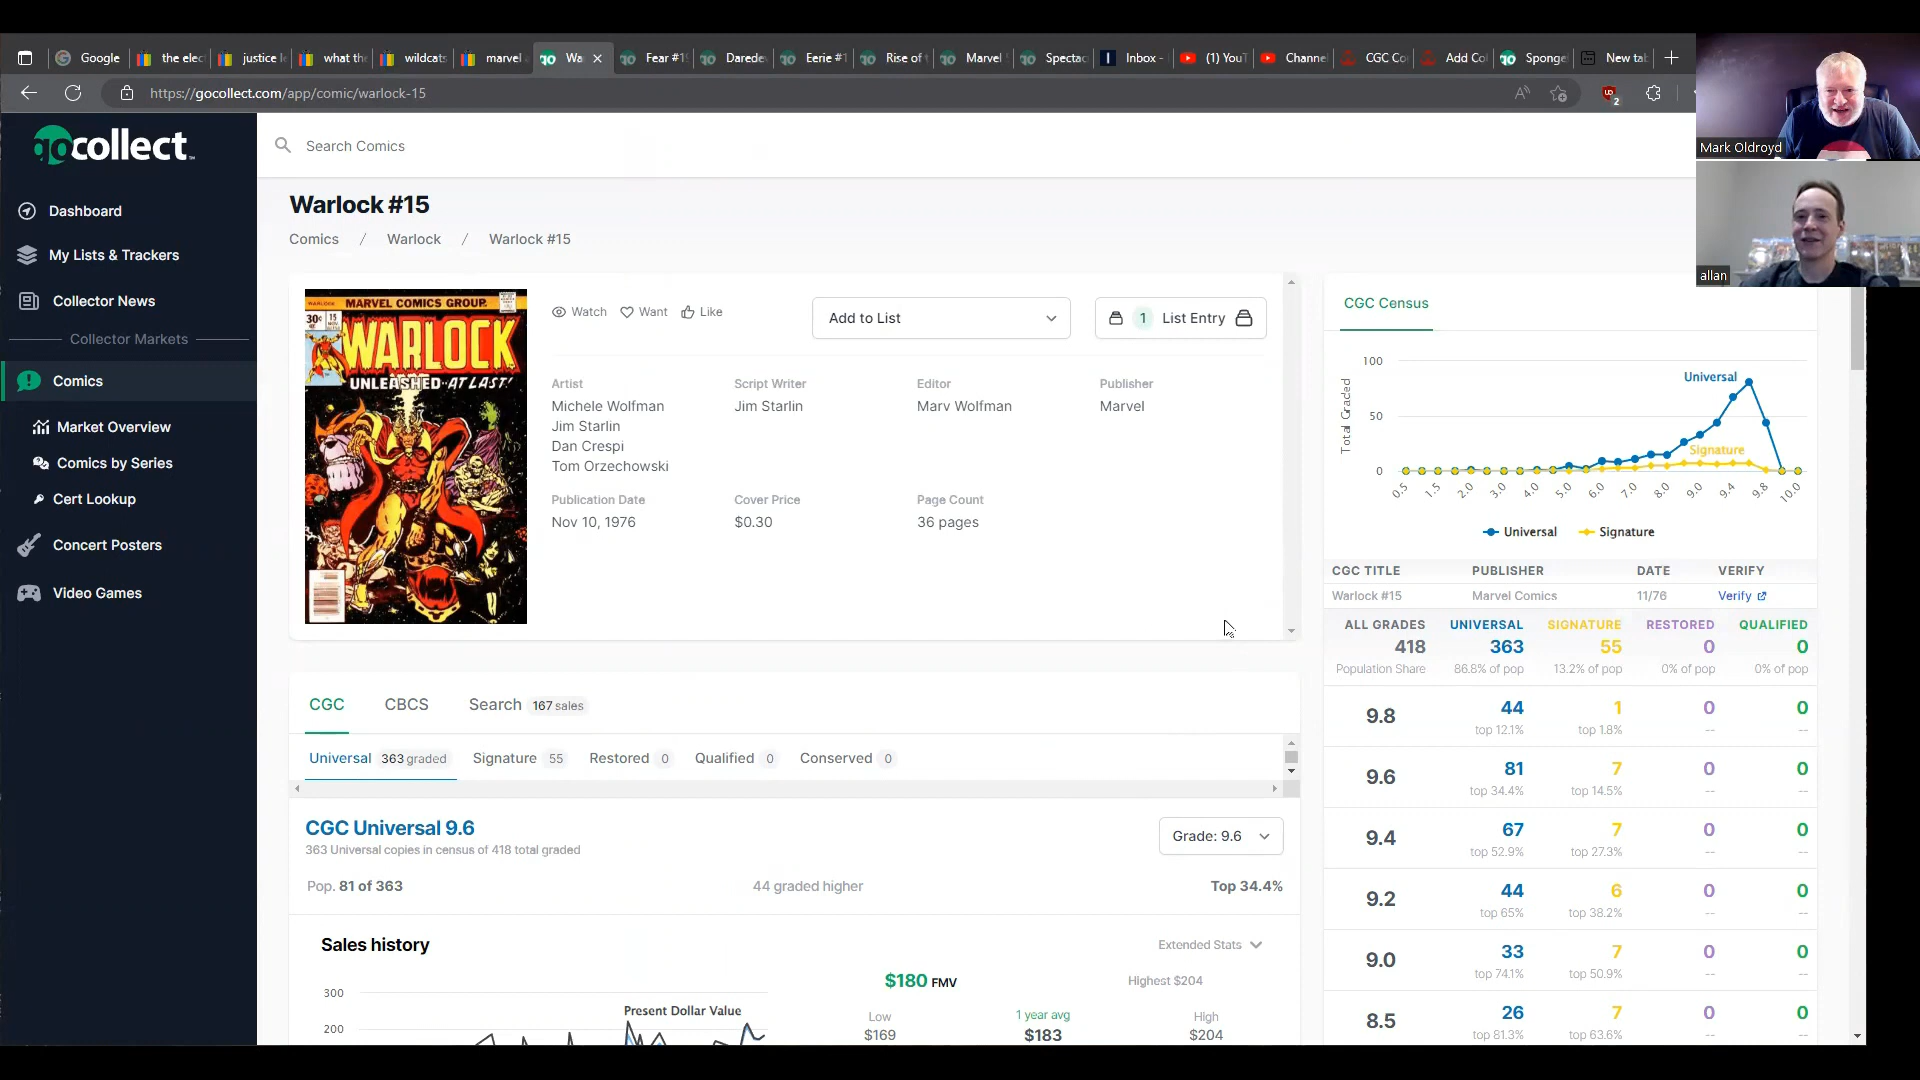 Google
the elec
justice l
what the
wildcats
marvel
Wa
Fear #1
Darede
Eerie #1
Rise of
Marvel
Spectac
Inbox -
(1) YouT
Channe
CGC Co
Add Co
Sponge
New tab
https://gocollect.com/app/comic/warlock-15
2
gocollect
Search Comics
Mark Oldroyd
allan
Dashboard
My Lists & Trackers
Collector News
Collector Markets
Comics
Market Overview
Comics by Series
Cert Lookup
Concert Posters
Video Games
Warlock #15
Comics / Warlock / Warlock #15
WARLOCK
MARVEL COMICS GROUP
30¢
15
WARLOCK
UNLEASHED-AT LAST!
Watch Want Like
Add to List
1 List Entry
Artist Script Writer Editor Publisher
Michele Wolfman Jim Starlin Marv Wolfman Marvel
Jim Starlin
Dan Crespi
Tom Orzechowski
Publication Date Cover Price Page Count
Nov 10, 1976 $0.30 36 pages
CGC CBCS Search 167 sales
Universal 363 graded Signature 55 Restored 0 Qualified 0 Conserved 0
CGC Universal 9.6
Grade: 9.6
363 Universal copies in census of 418 total graded
Pop. 81 of 363 44 graded higher Top 34.4%
Sales history
Extended Stats
$180 FMV
Highest $204
300
Present Dollar Value
200
Low 1 year avg High
$169 $183 $204
CGC Census
100
50
0
Total Graded
Universal
Signature
0.5 1.5 2.0 3.0 4.0 5.0 6.0 7.0 8.0 9.0 9.4 9.8 10.0
Universal Signature
CGC TITLE PUBLISHER DATE VERIFY
Warlock #15 Marvel Comics 11/76 Verify
ALL GRADES UNIVERSAL SIGNATURE RESTORED QUALIFIED
418 363 55 0 0
Population Share 86.8% of pop 13.2% of pop 0% of pop 0% of pop
9.8 44 1 0 0
top 12.1% top 1.8% -- --
9.6 81 7 0 0
top 34.4% top 14.5% -- --
9.4 67 7 0 0
top 52.9% top 27.3% -- --
9.2 44 6 0 0
top 65% top 38.2% -- --
9.0 33 7 0 0
top 74.1% top 50.9% -- --
8.5 26 7 0 0
top 81.3% top 63.6% -- --